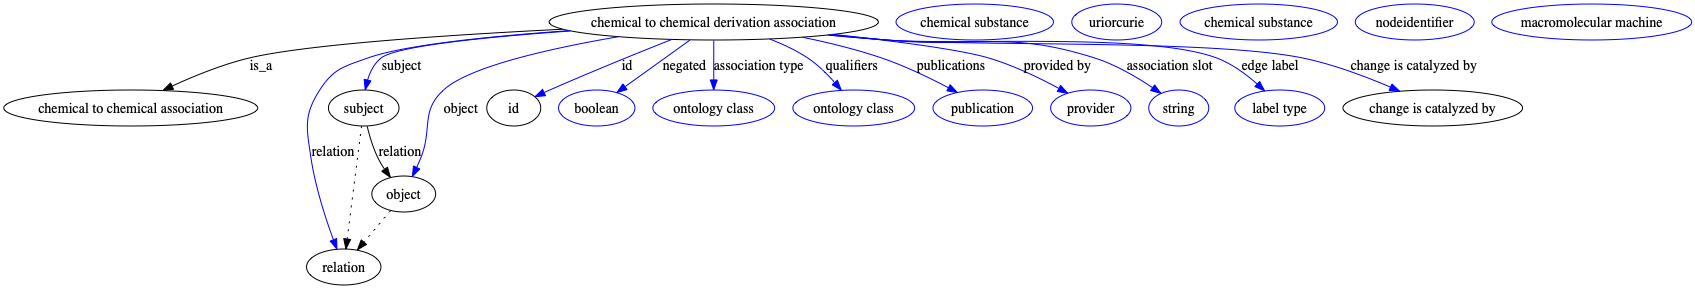 chemical to chemical derivation association
chemical substance
uriorcurie
chemical substance
nodeidentifier
macromolecular machine
is_a
subject
object
id
negated
association type
qualifiers
publications
provided by
association slot
edge label
change is catalyzed by
chemical to chemical association
subject
id
boolean
ontology class
ontology class
publication
provider
string
label type
change is catalyzed by
relation
relation
object
relation